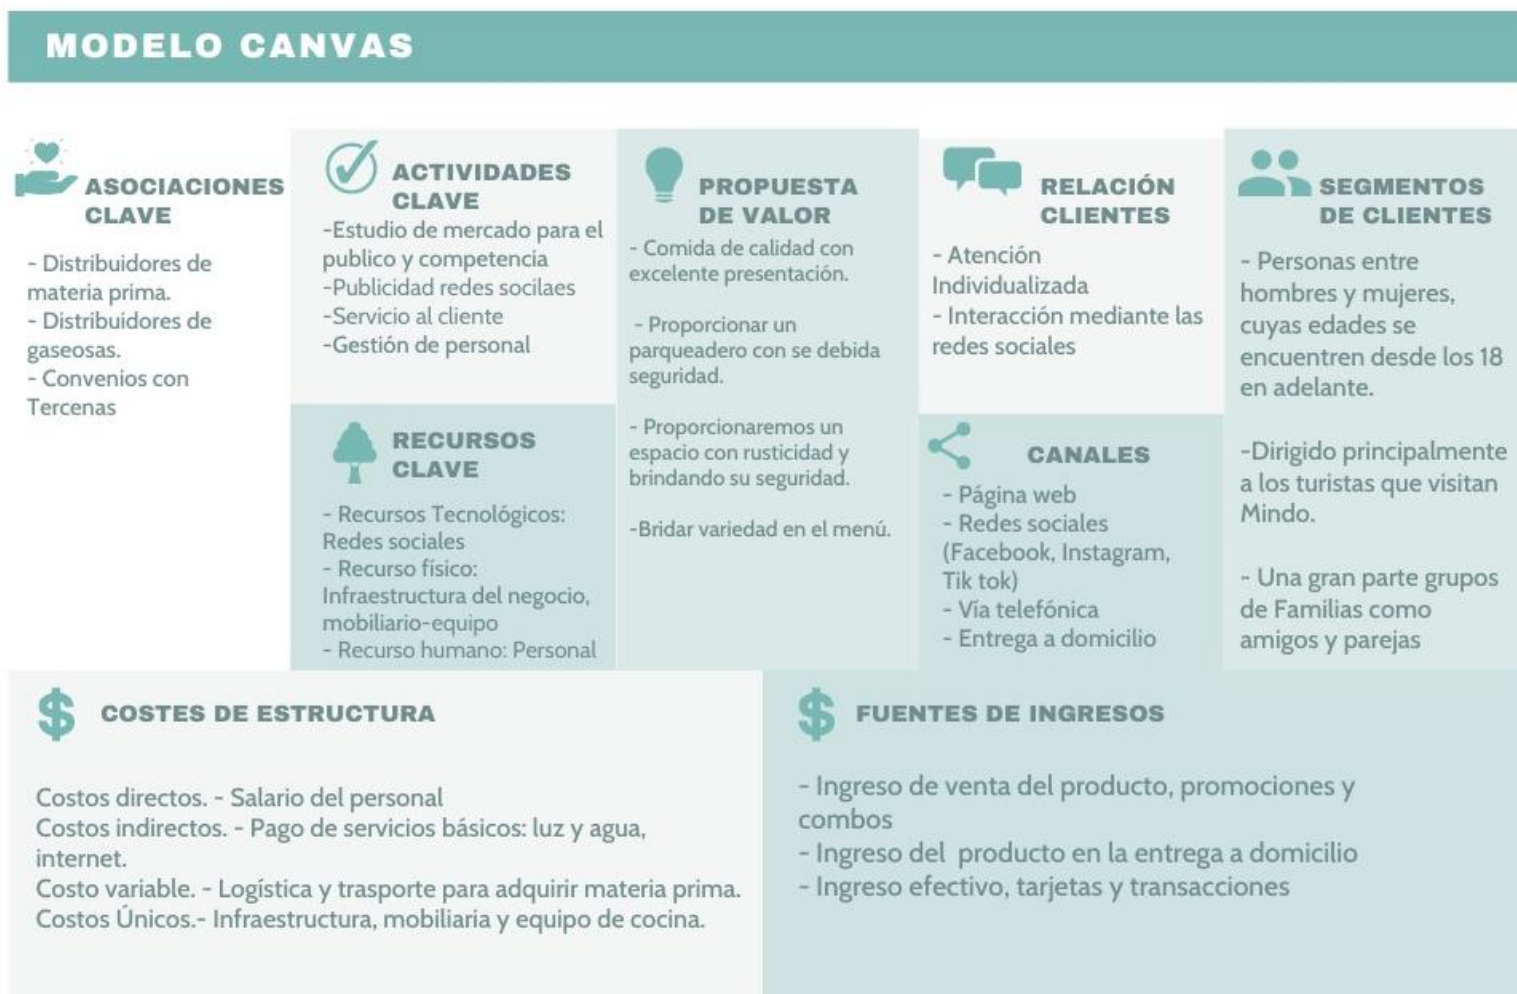 MODELO CANVAS
ASOCIACIONES
CLAVE
- Distribuidores de
materia prima.
- Distribuidores de
gaseosas.
- Convenios con
Tercenas
ACTIVIDADES
CLAVE
-Estudio de mercado para el
publico y competencia
-Publicidad redes socilaes
-Servicio al cliente
-Gestión de personal
RECURSOS
CLAVE
- Recursos Tecnológicos:
Redes sociales
- Recurso físico:
Infraestructura del negocio,
mobiliario-equipo
- Recurso humano: Personal
PROPUESTA
DE VALOR
- Comida de calidad con
excelente presentación.
- Proporcionar un
parqueadero con se debida
seguridad.
- Proporcionaremos un
espacio con rusticidad y
brindando su seguridad.
-Bridar variedad en el menú.
RELACIÓN
CLIENTES
- Atención
Individualizada
- Interacción mediante las
redes sociales
CANALES
- Página web
- Redes sociales
(Facebook, Instagram,
Tik tok)
- Vía telefónica
- Entrega a domicilio
SEGMENTOS
DE CLIENTES
- Personas entre
hombres y mujeres,
cuyas edades se
encuentren desde los 18
en adelante.
-Dirigido principalmente
a los turistas que visitan
Mindo.
- Una gran parte grupos
de Familias como
amigos y parejas
$ COSTES DE ESTRUCTURA
Costos directos. - Salario del personal
Costos indirectos. - Pago de servicios básicos: luz y agua,
internet.
Costo variable. - Logística y trasporte para adquirir materia prima.
Costos Únicos.- Infraestructura, mobiliaria y equipo de cocina.
$ FUENTES DE INGRESOS
- Ingreso de venta del producto, promociones y
combos
- Ingreso del producto en la entrega a domicilio
- Ingreso efectivo, tarjetas y transacciones